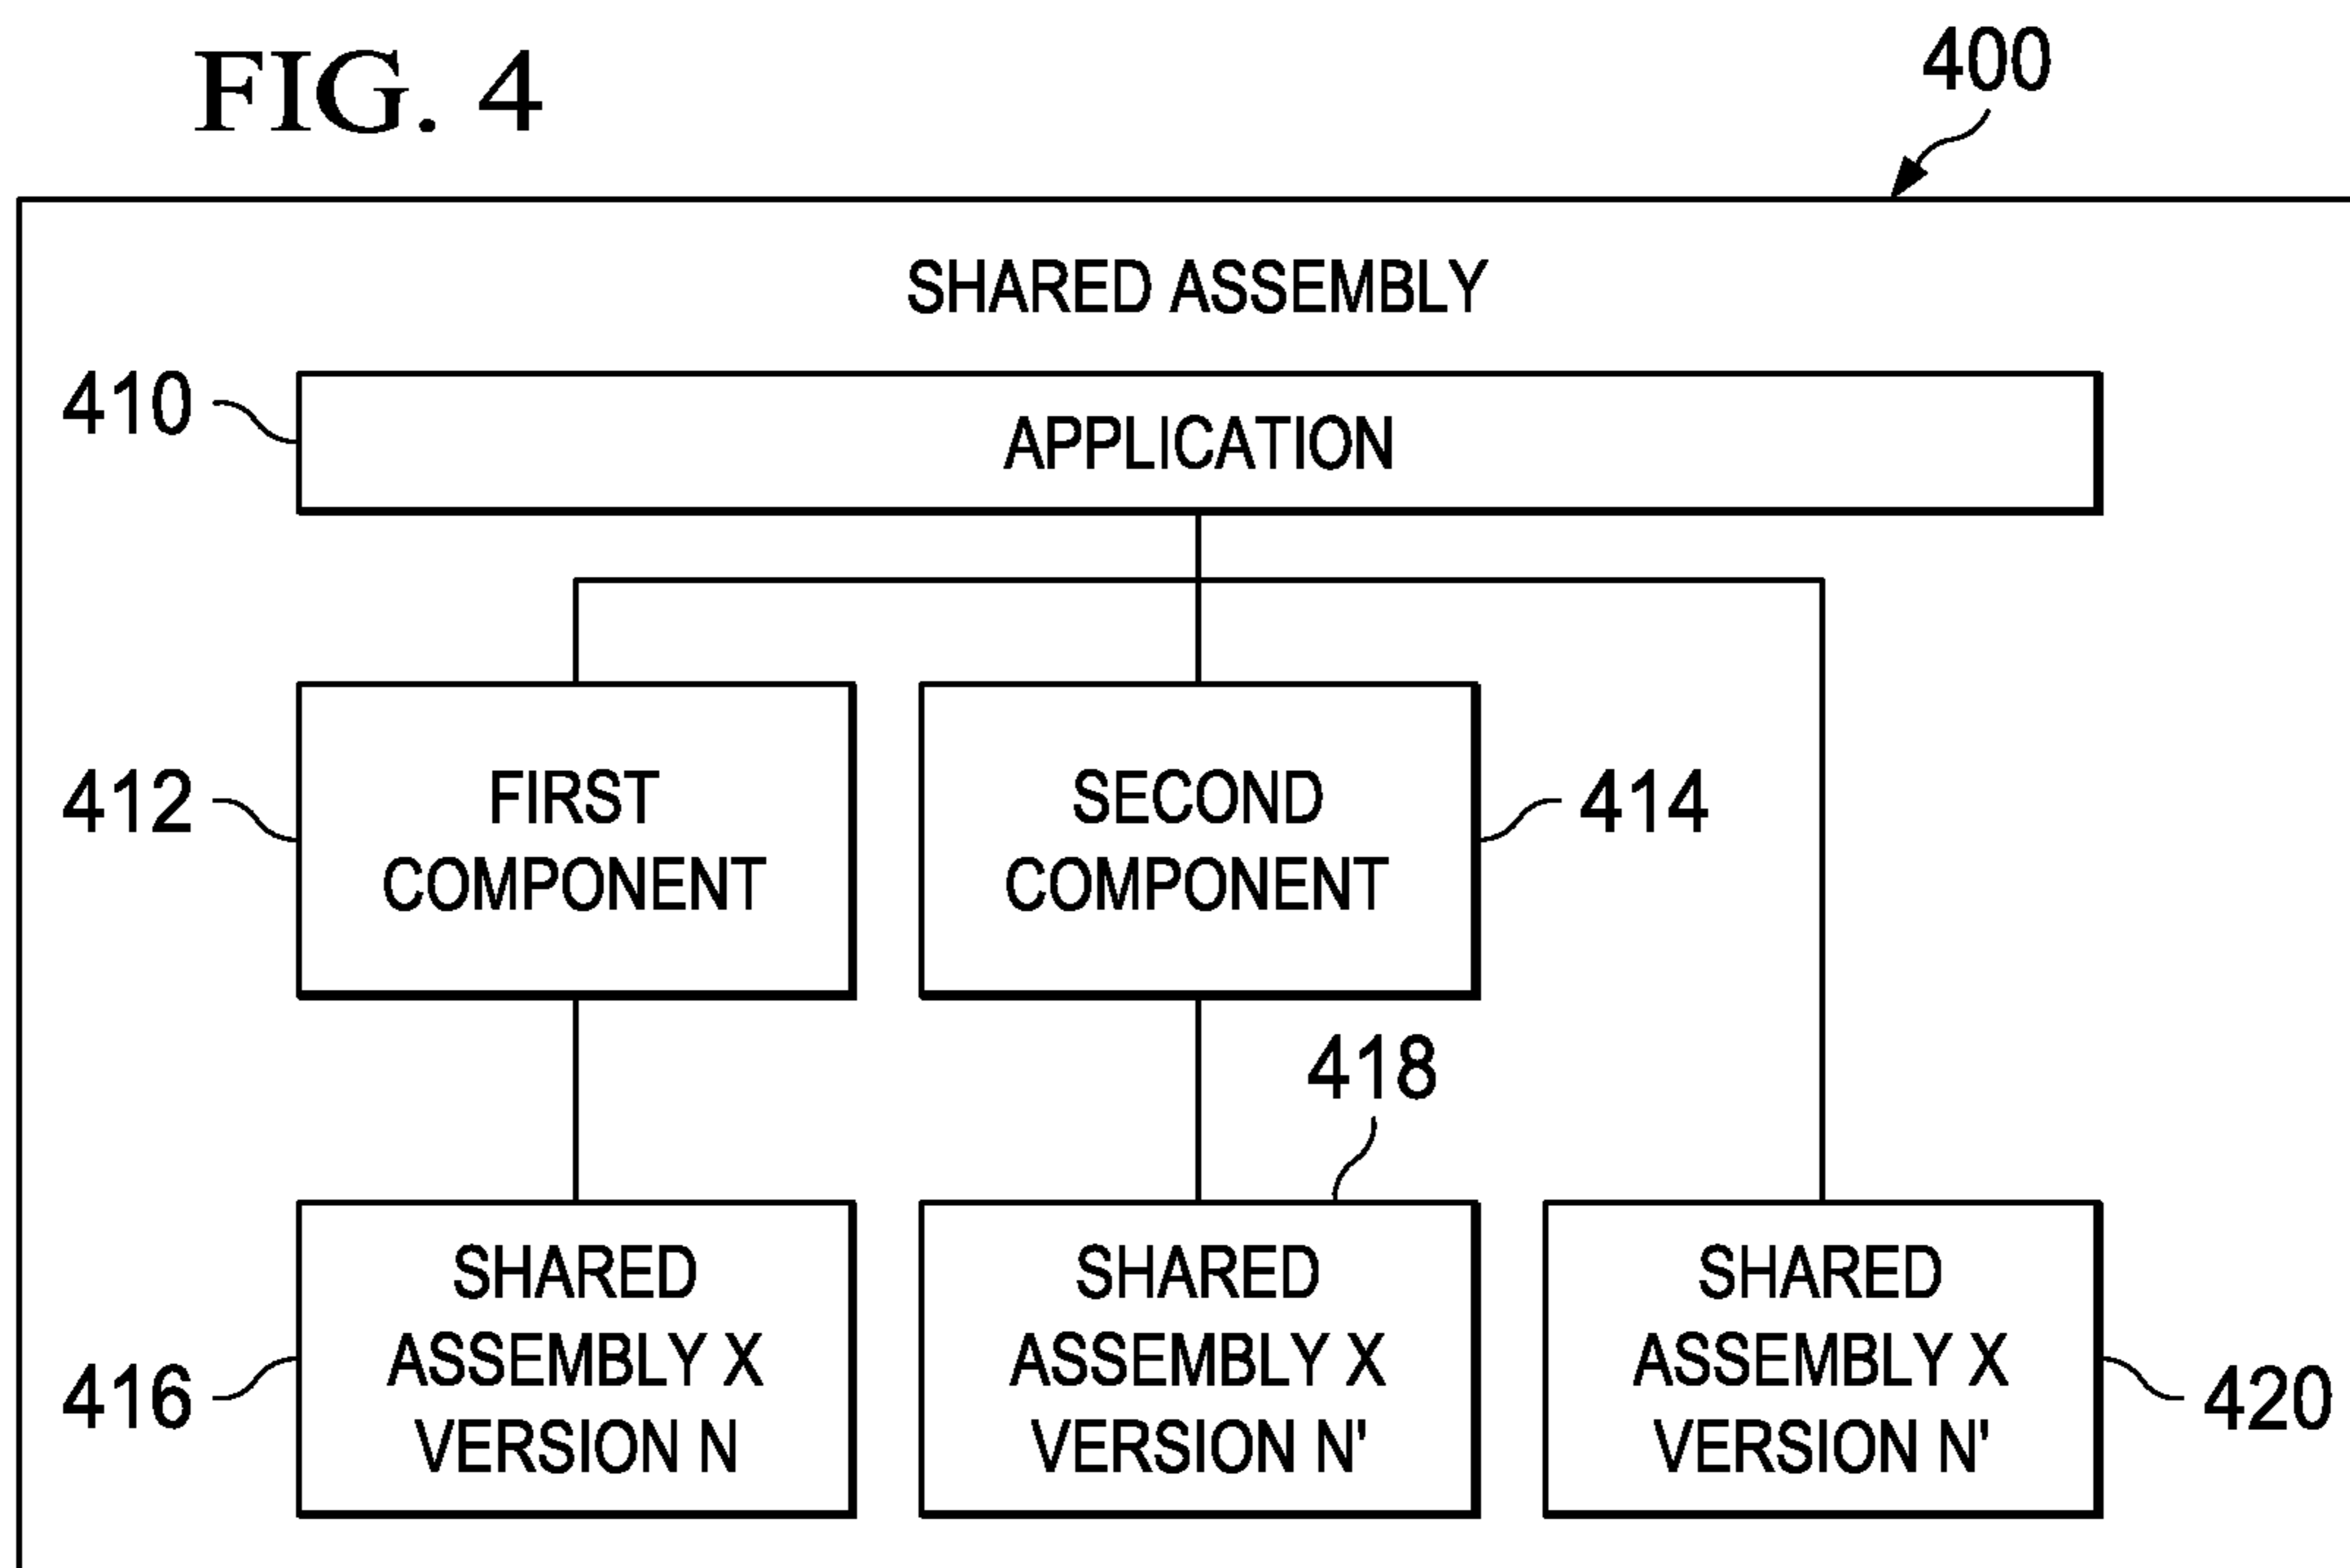 FIG. 4
400
SHARED ASSEMBLY
410
APPLICATION
412
FIRST
COMPONENT
SECOND
COMPONENT
414
418
416
SHARED
ASSEMBLY X
VERSION N
SHARED
ASSEMBLY X
VERSION N'
SHARED
ASSEMBLY X
VERSION N'
420